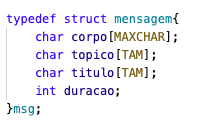 typedef struct mensagem{
    char corpo[MAXCHAR];
    char topico[TAM];
    char titulo[TAM];
    int duracao;
}msg;